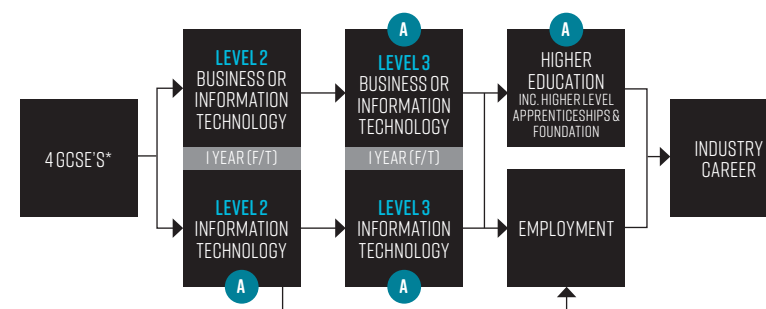 4 GCSE'S*
LEVEL 2
BUSINESS OR
INFORMATION
TECHNOLOGY
1 YEAR (F/T)
LEVEL 2
INFORMATION
TECHNOLOGY
A
A
LEVEL 3
BUSINESS OR
INFORMATION
TECHNOLOGY
1 YEAR (F/T)
LEVEL 3
INFORMATION
TECHNOLOGY
A
A
HIGHER
EDUCATION
INC. HIGHER LEVEL
APPRENTICESHIPS &
FOUNDATION
EMPLOYMENT
INDUSTRY
CAREER